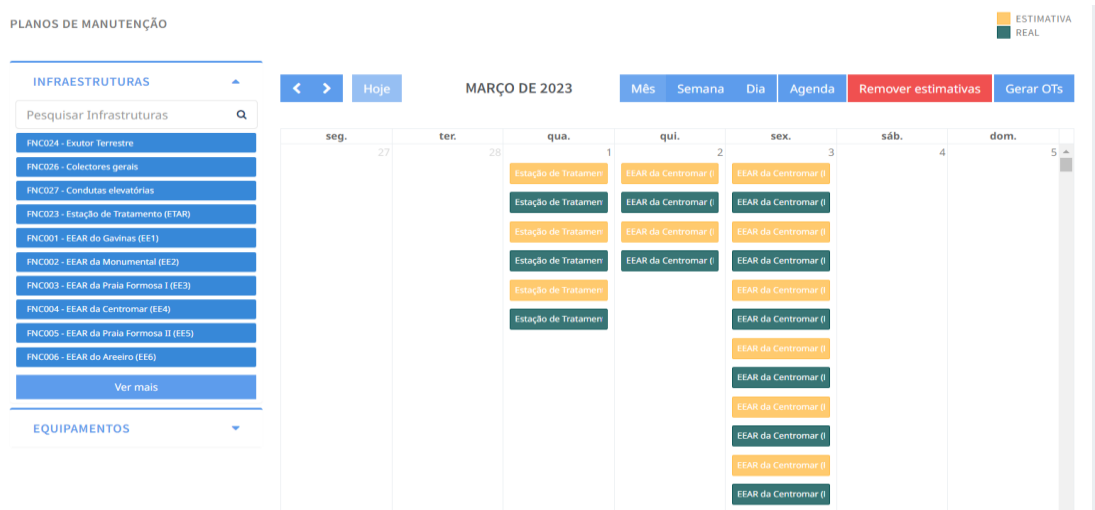 PLANOS DE MANUTENÇÃO
ESTIMATIVA
REAL
INFRAESTRUTURAS
Pesquisar Infrastruturas
FNC024 - Exutor Terrestre
FNC026 - Colectores gerais
FNC027 - Condutas elevatórias
FNC023 - Estação de Tratamento (ETAR)
FNC001 - EEAR do Gavinas (EE1)
FNC002 - EEAR da Monumental (EE2)
FNC003 - EEAR da Praia Formosa I (EE3)
FNC004 - EEAR da Centromar (EE4)
FNC005 - EEAR da Praia Formosa II (EE5)
FNC006 - EEAR do Areeiro (EE6)
Ver mais
EQUIPAMENTOS
Hoje
MARÇO DE 2023
Mês Semana Dia Agenda Remover estimativas Gerar OTs
seg. ter. qua. qui. sex. sáb. dom.
27 28 1 2 3 4 5
Estação de Tratamen EEAR da Centromar (I EEAR da Centromar (I
Estação de Tratamen EEAR da Centromar (I EEAR da Centromar (I
Estação de Tratamen EEAR da Centromar (I EEAR da Centromar (I
Estação de Tratamen EEAR da Centromar (I EEAR da Centromar (I
Estação de Tratamen EEAR da Centromar (I
Estação de Tratamen EEAR da Centromar (I
EEAR da Centromar (I
EEAR da Centromar (I
EEAR da Centromar (I
EEAR da Centromar (I
EEAR da Centromar (I
EEAR da Centromar (I